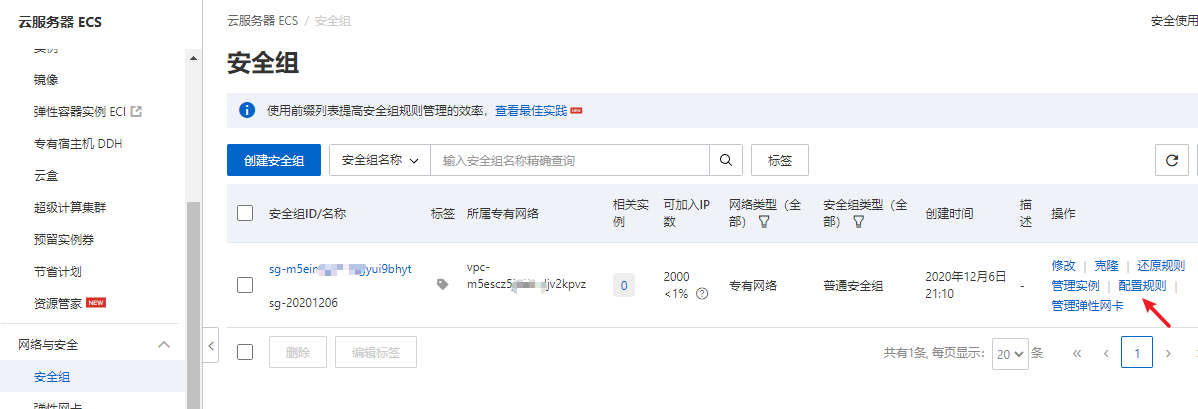 云服务器 ECS
镜像
弹性容器实例 ECI
专有宿主机 DDH
云盒
超级计算集群
预留实例券
节省计划
资源管家 NEW
网络与安全
安全组
弹性网卡
云服务器 ECS / 安全组
安全使用
安全组
使用前缀列表提高安全组规则管理的效率，查看最佳实践 NEW
创建安全组 安全组名称 输入安全组名称精确查询 标签
安全组ID/名称 标签 所属专有网络 相关实例 可加入IP数 网络类型（全部） 安全组类型（全部） 创建时间 描述 操作
sg-m5ein yui9bhyt
sg-20201206
vpc-
m5escz5 jv2kpvz
0
2000
<1%
专有网络
普通安全组
2020年12月6日
21:10
-
修改 | 克隆 | 还原规则
管理实例 | 配置规则 |
管理弹性网卡
删除 编辑标签 共有1条, 每页显示: 20 条 « ‹ 1 ›